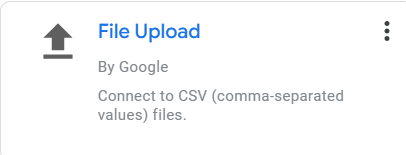 File Upload
By Google
Connect to CSV (comma-separated
values) files.